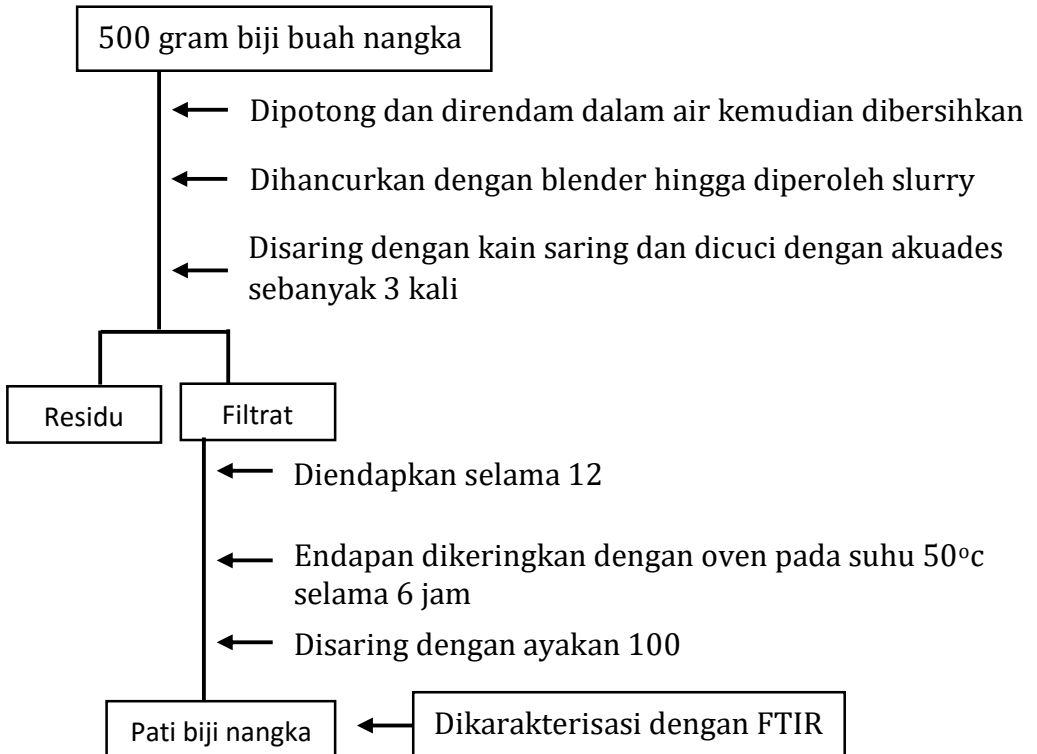 500 gram biji buah nangka
Dipotong dan direndam dalam air kemudian dibersihkan
Dihancurkan dengan blender hingga diperoleh slurry
Disaring dengan kain saring dan dicuci dengan akuades
sebanyak 3 kali
Residu
Filtrat
Diendapkan selama 12
Endapan dikeringkan dengan oven pada suhu 50ᵒc
selama 6 jam
Disaring dengan ayakan 100
Pati biji nangka
Dikarakterisasi dengan FTIR